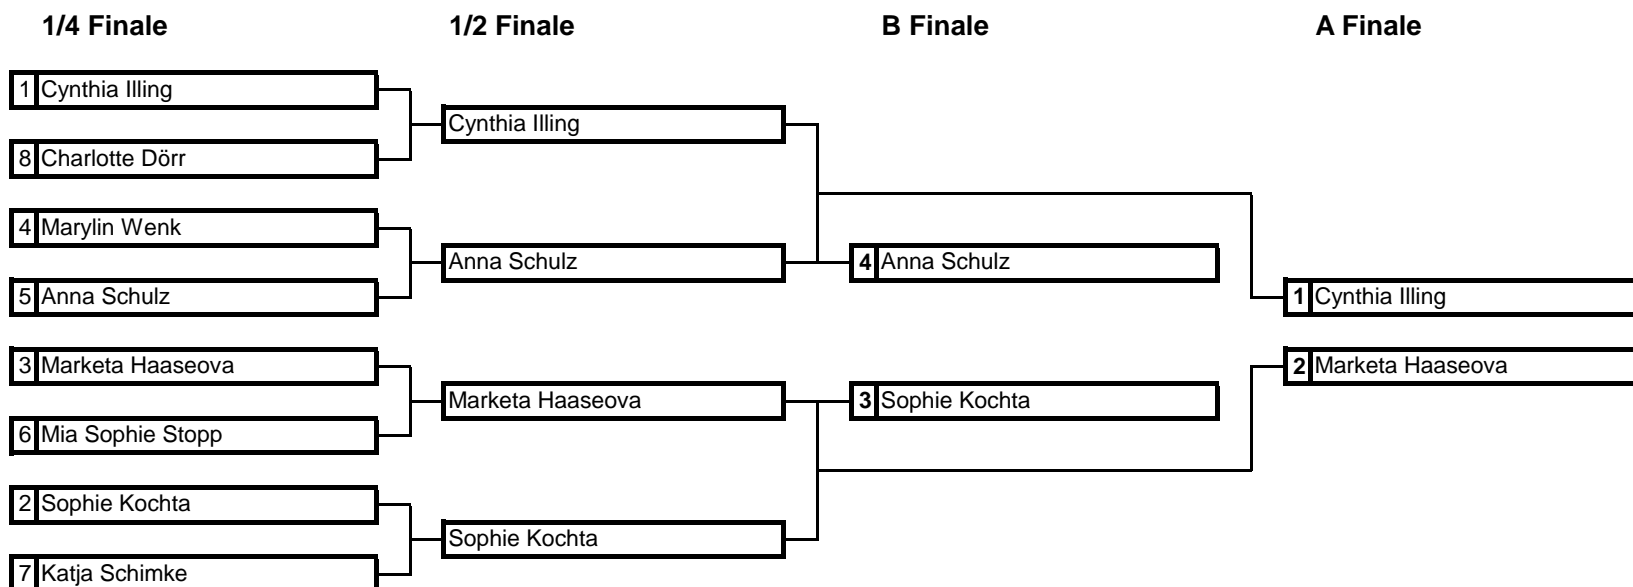 1/4 Finale
1/2 Finale
B Finale
A Finale
1 Cynthia Illing
8 Charlotte Dörr
4 Marylin Wenk
5 Anna Schulz
3 Marketa Haaseova
6 Mia Sophie Stopp
2 Sophie Kochta
7 Katja Schimke
Cynthia Illing
Anna Schulz
Marketa Haaseova
Sophie Kochta
4 Anna Schulz
3 Sophie Kochta
1 Cynthia Illing
2 Marketa Haaseova